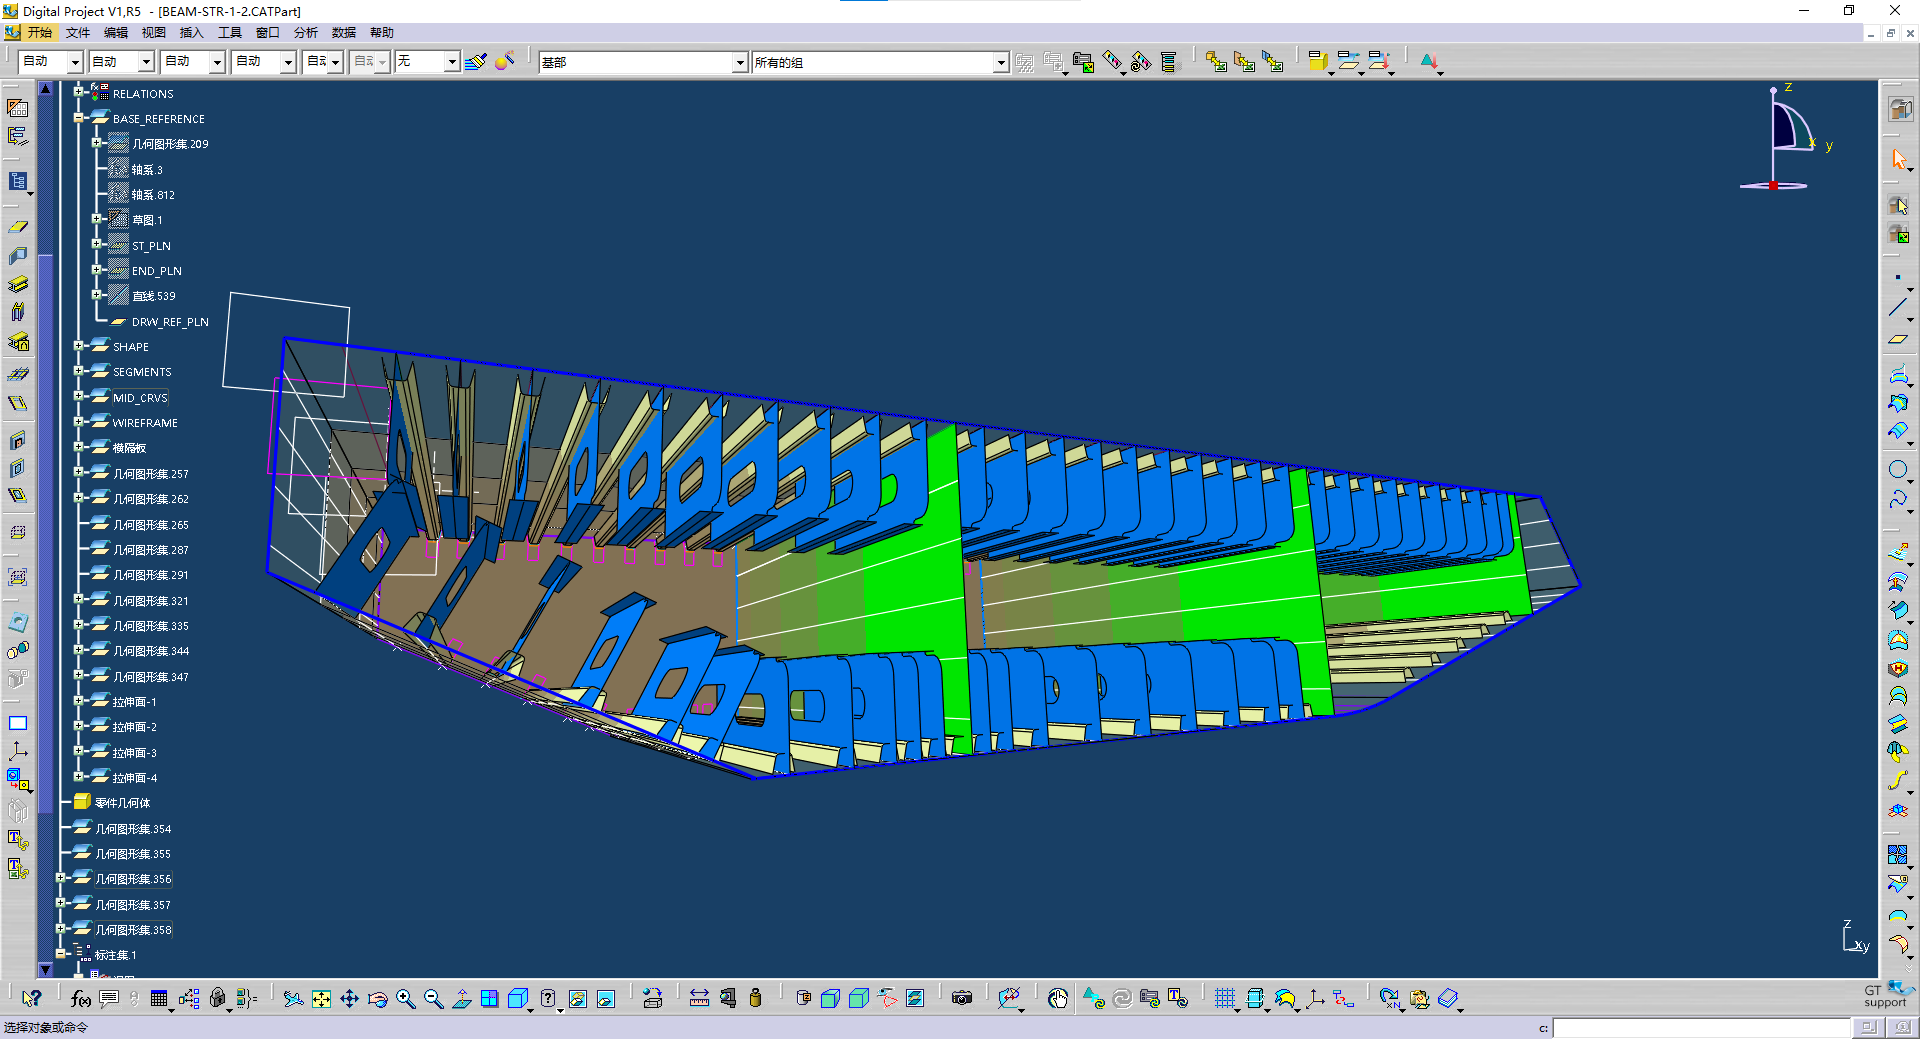 Digital Project V1,R5  - [BEAM-STR-1-2.CATPart]
开始 文件 编辑 视图 插入 工具 窗口 分析 数据 帮助
自动 自动 自动 自动 自动 自动 无 基部 所有的组
RELATIONS
BASE_REFERENCE
几何图形集.209
轴系.3
轴系.812
草图.1
ST_PLN
END_PLN
直线.539
DRW_REF_PLN
SHAPE
SEGMENTS
MID_CRVS
WIREFRAME
横隔板
几何图形集.257
几何图形集.262
几何图形集.265
几何图形集.287
几何图形集.291
几何图形集.321
几何图形集.335
几何图形集.344
几何图形集.347
拉伸面-1
拉伸面-2
拉伸面-3
拉伸面-4
零件几何体
几何图形集.354
几何图形集.355
几何图形集.356
几何图形集.357
几何图形集.358
标注集.1
z
x y
z
xy
GT
support
选择对象或命令
c: